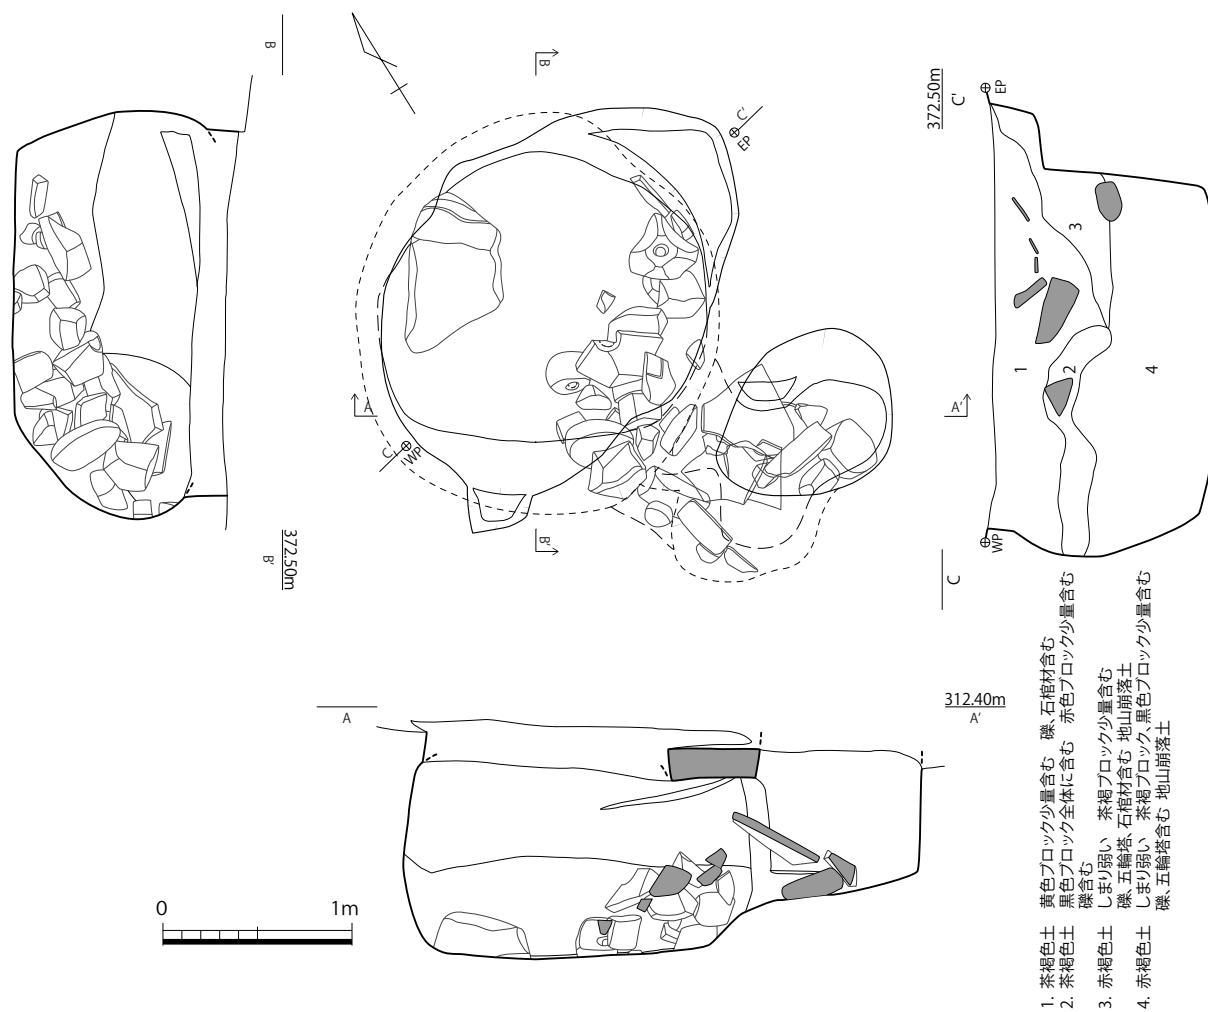 B
B
C'
EP
372.50m
C'
EP
3
A
A'
C
WP
1
2
4
B'
WP
372.50m
B'
C
A
312.40m
A'
0
1m
1. 茶褐色土 黄色ブロック少量含む 礫、石棺材含む
2. 茶褐色土 黒色ブロック全体に含む 赤色ブロック少量含む
礫含む
3. 赤褐色土 しまり弱い 茶褐ブロック少量含む
礫、五輪塔、石棺材含む 地山崩落土
4. 赤褐色土 しまり弱い 茶褐ブロック、黒色ブロック少量含む
礫、五輪塔含む 地山崩落土